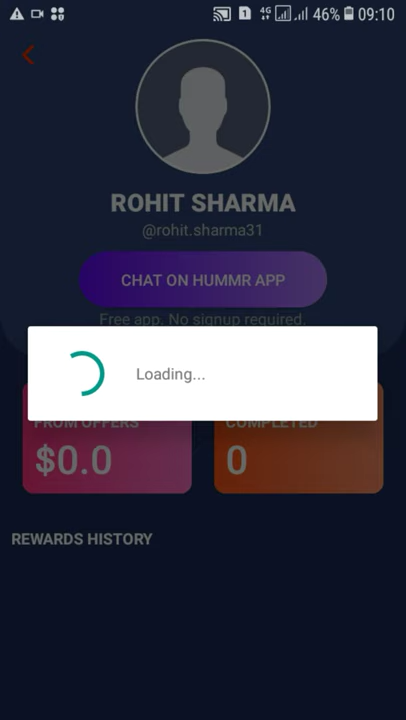 4G 46% 09:10
1
ROHIT SHARMA
@rohit.sharma31
CHAT ON HUMMR APP
Free app. No signup required.
Loading...
FROM OFFERS
COMPLETED
$0.0
0
REWARDS HISTORY